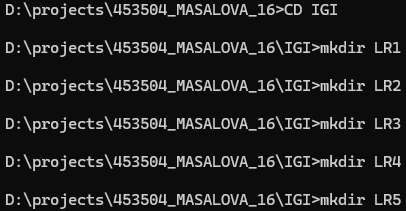 D:\projects\453504_MASALOVA_16>CD IGI
D:\projects\453504_MASALOVA_16\IGI>mkdir LR1
D:\projects\453504_MASALOVA_16\IGI>mkdir LR2
D:\projects\453504_MASALOVA_16\IGI>mkdir LR3
D:\projects\453504_MASALOVA_16\IGI>mkdir LR4
D:\projects\453504_MASALOVA_16\IGI>mkdir LR5